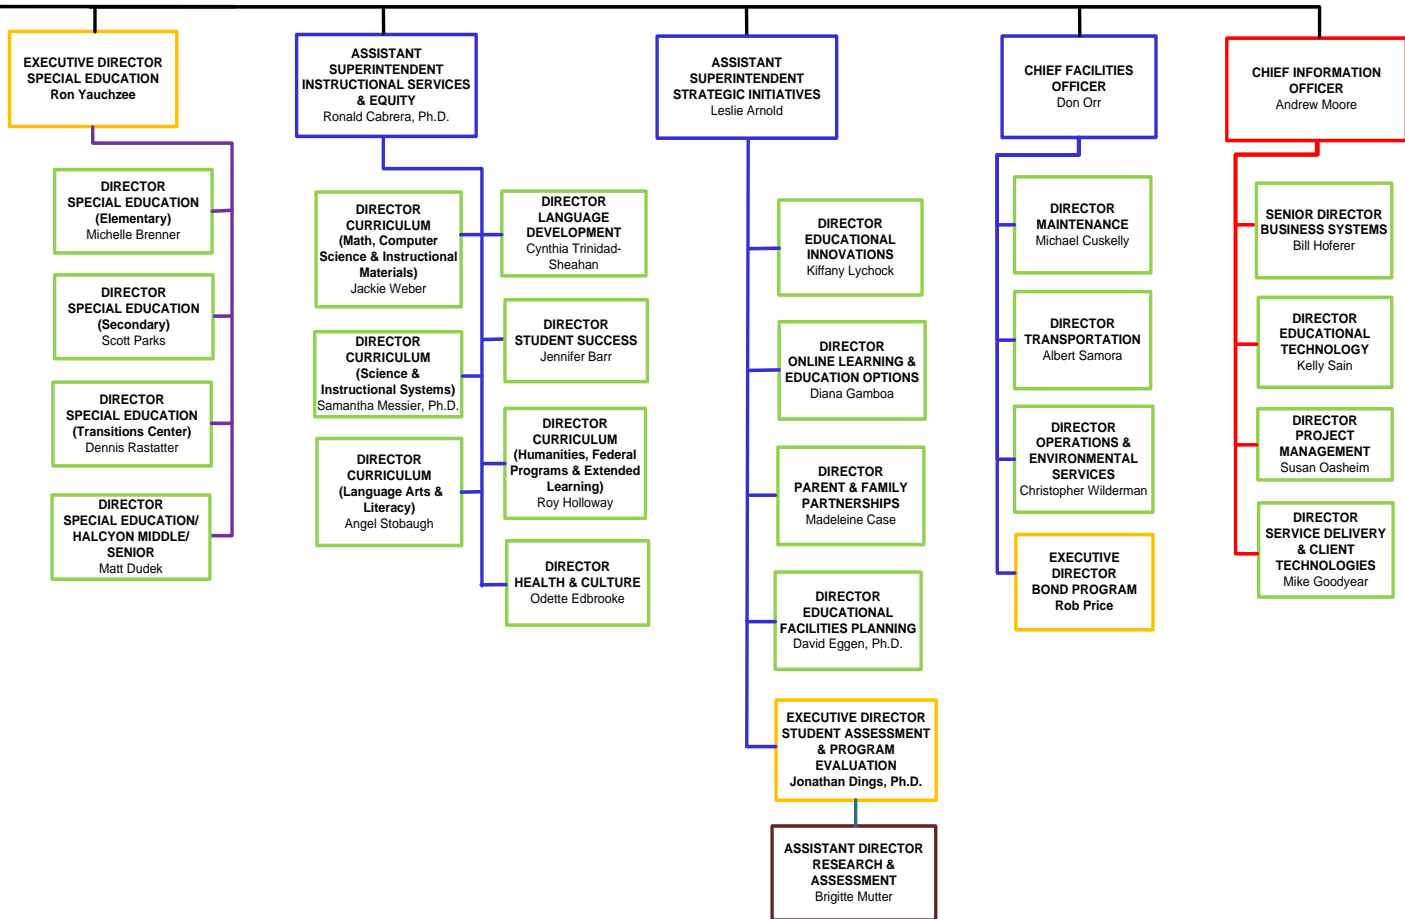 EXECUTIVE DIRECTOR
SPECIAL EDUCATION
Ron Yauchzee
DIRECTOR
SPECIAL EDUCATION
(Elementary)
Michelle Brenner
DIRECTOR
SPECIAL EDUCATION
(Secondary)
Scott Parks
DIRECTOR
SPECIAL EDUCATION
(Transitions Center)
Dennis Rastatter
DIRECTOR
SPECIAL EDUCATION/
HALCYON MIDDLE/
SENIOR
Matt Dudek
ASSISTANT
SUPERINTENDENT
INSTRUCTIONAL SERVICES
& EQUITY
Ronald Cabrera, Ph.D.
DIRECTOR
CURRICULUM
(Math, Computer
Science & Instructional
Materials)
Jackie Weber
DIRECTOR
CURRICULUM
(Science &
Instructional Systems)
Samantha Messier, Ph.D.
DIRECTOR
CURRICULUM
(Language Arts &
Literacy)
Angel Stobaugh
DIRECTOR
LANGUAGE
DEVELOPMENT
Cynthia Trinidad-
Sheahan
DIRECTOR
STUDENT SUCCESS
Jennifer Barr
DIRECTOR
CURRICULUM
(Humanities, Federal
Programs & Extended
Learning)
Roy Holloway
DIRECTOR
HEALTH & CULTURE
Odette Edbrooke
ASSISTANT
SUPERINTENDENT
STRATEGIC INITIATIVES
Leslie Arnold
DIRECTOR
EDUCATIONAL
INNOVATIONS
Kiffany Lychock
DIRECTOR
ONLINE LEARNING &
EDUCATION OPTIONS
Diana Gamboa
DIRECTOR
PARENT & FAMILY
PARTNERSHIPS
Madeleine Case
DIRECTOR
EDUCATIONAL
FACILITIES PLANNING
David Eggen, Ph.D.
EXECUTIVE DIRECTOR
STUDENT ASSESSMENT
& PROGRAM
EVALUATION
Jonathan Dings, Ph.D.
ASSISTANT DIRECTOR
RESEARCH &
ASSESSMENT
Brigitte Mutter
CHIEF FACILITIES
OFFICER
Don Orr
DIRECTOR
MAINTENANCE
Michael Cuskelly
DIRECTOR
TRANSPORTATION
Albert Samora
DIRECTOR
OPERATIONS &
ENVIRONMENTAL
SERVICES
Christopher Wilderman
EXECUTIVE
DIRECTOR
BOND PROGRAM
Rob Price
CHIEF INFORMATION
OFFICER
Andrew Moore
SENIOR DIRECTOR
BUSINESS SYSTEMS
Bill Hoferer
DIRECTOR
EDUCATIONAL
TECHNOLOGY
Kelly Sain
DIRECTOR
PROJECT
MANAGEMENT
Susan Oasheim
DIRECTOR
SERVICE DELIVERY
& CLIENT
TECHNOLOGIES
Mike Goodyear